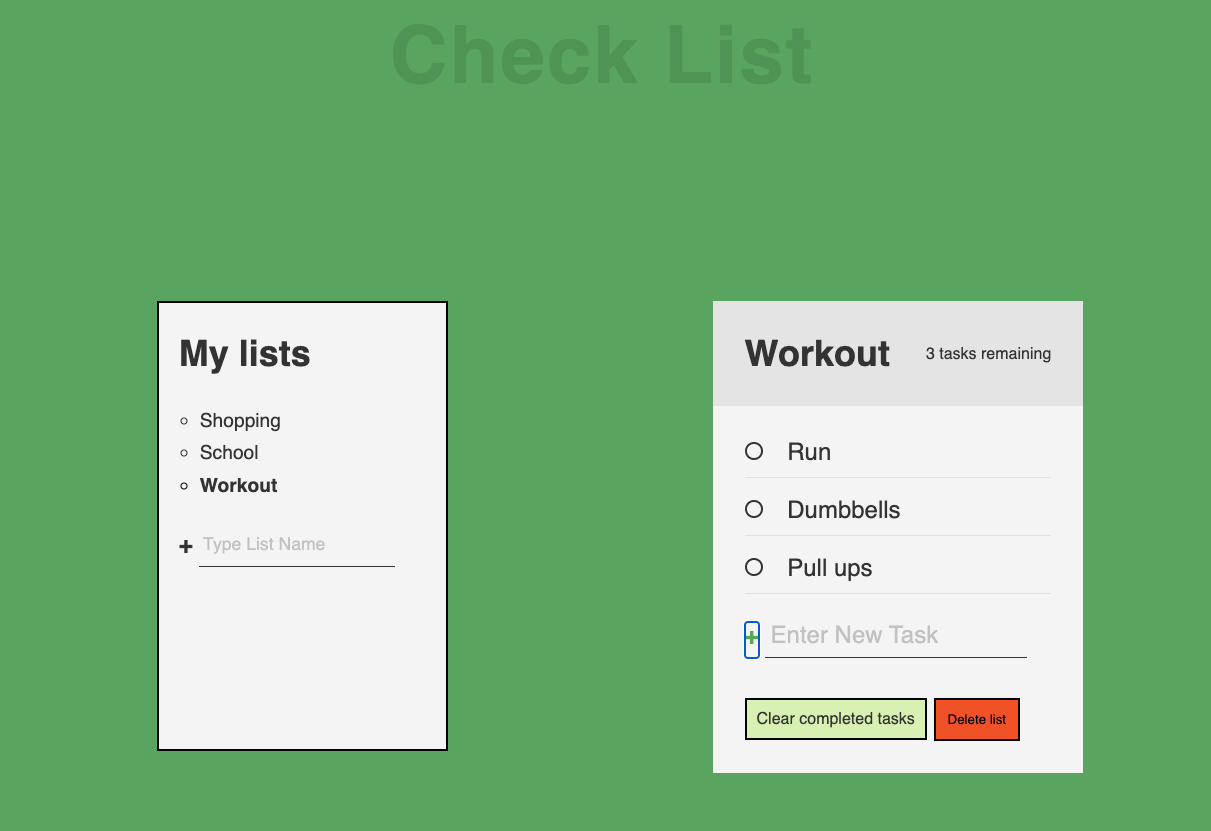 Check List
My lists
Shopping
School
Workout
+ Type List Name
Workout
3 tasks remaining
Run
Dumbbells
Pull ups
+ Enter New Task
Clear completed tasks
Delete list